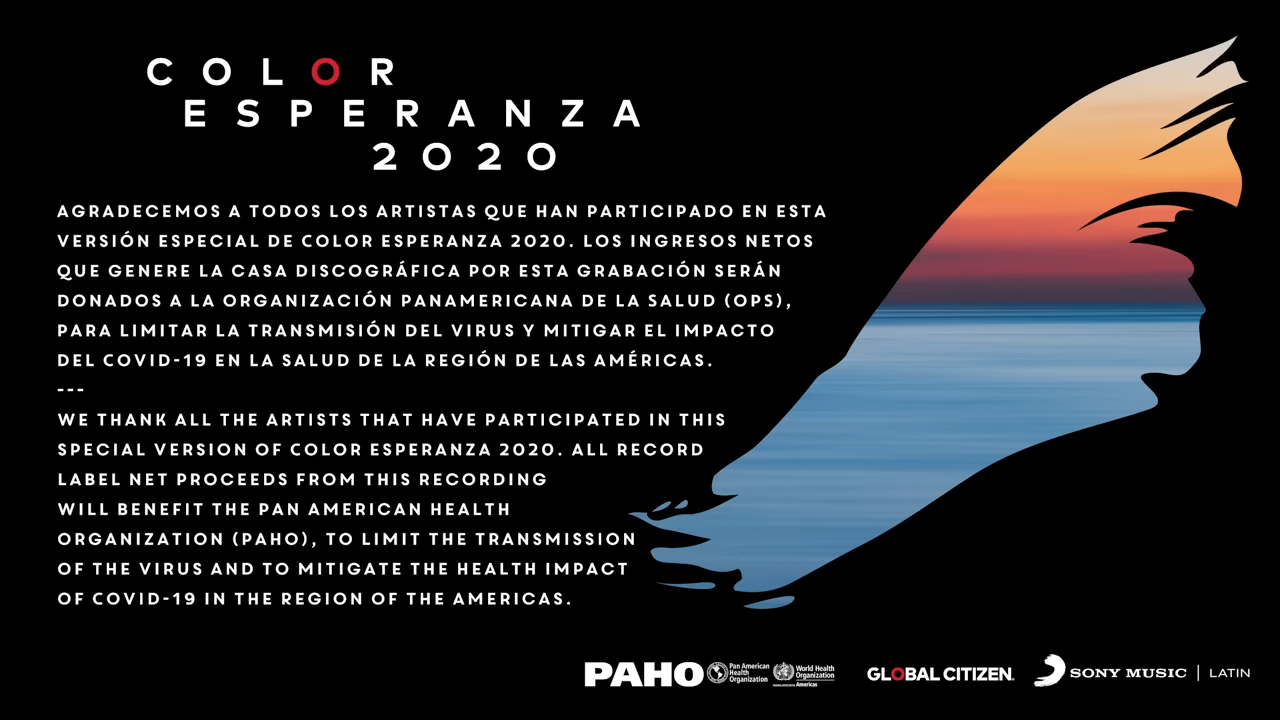 COLOR
ESPERANZA
2020
AGRADECEMOS A TODOS LOS ARTISTAS QUE HAN PARTICIPADO EN ESTA
VERSIÓN ESPECIAL DE COLOR ESPERANZA 2020. LOS INGRESOS NETOS
QUE GENERE LA CASA DISCOGRÁFICA POR ESTA GRABACIÓN SERÁN
DONADOS A LA ORGANIZACIÓN PANAMERICANA DE LA SALUD (OPS),
PARA LIMITAR LA TRANSMISIÓN DEL VIRUS Y MITIGAR EL IMPACTO
DEL COVID-19 EN LA SALUD DE LA REGIÓN DE LAS AMÉRICAS.
---
WE THANK ALL THE ARTISTS THAT HAVE PARTICIPATED IN THIS
SPECIAL VERSION OF COLOR ESPERANZA 2020. ALL RECORD
LABEL NET PROCEEDS FROM THIS RECORDING
WILL BENEFIT THE PAN AMERICAN HEALTH
ORGANIZATION (PAHO), TO LIMIT THE TRANSMISSION
OF THE VIRUS AND TO MITIGATE THE HEALTH IMPACT
OF COVID-19 IN THE REGION OF THE AMERICAS.
PAHO
Pan American
Health
Organization
World Health
Organization
Americas
GLOBAL CITIZEN.
SONY MUSIC | LATIN